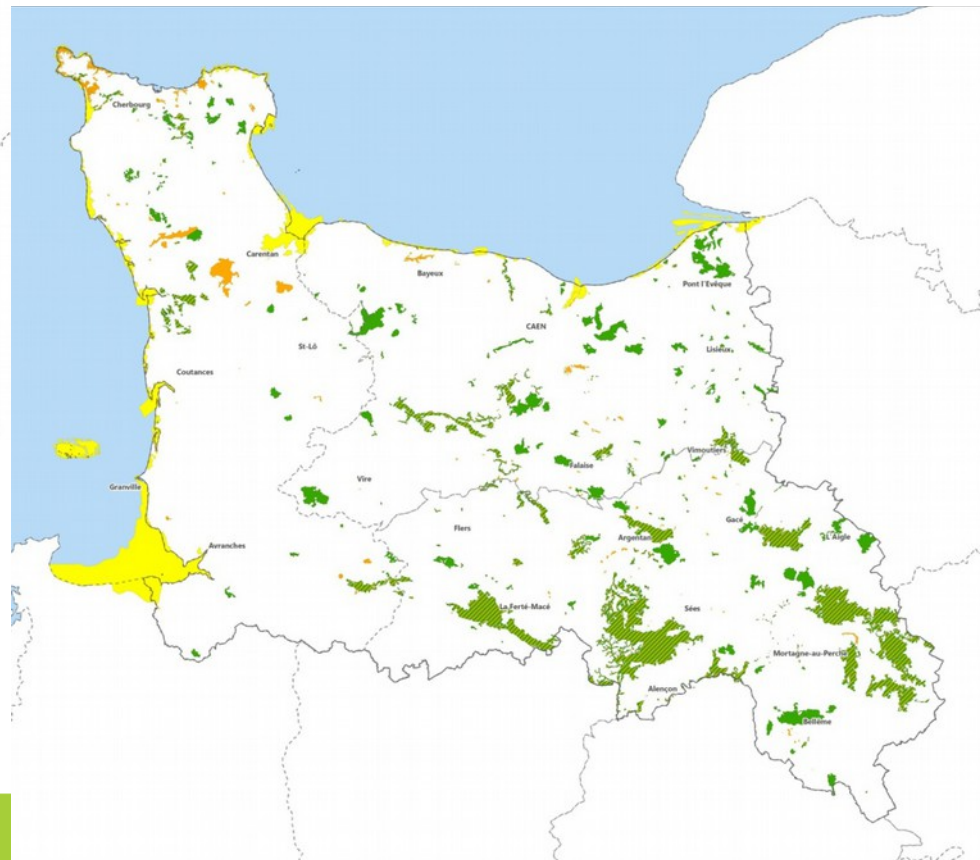 Cherbourg
Carentan
Bayeux
Pont l'Evêque
CAEN
St-Lô
Lisieux
Coutances
Vimoutiers
Falaise
Vire
Granville
Gacé
Flers
Argentan
L'Aigle
Avranches
La Ferté-Macé
Sées
Mortagne-au-Perche
Alençon
Bellême